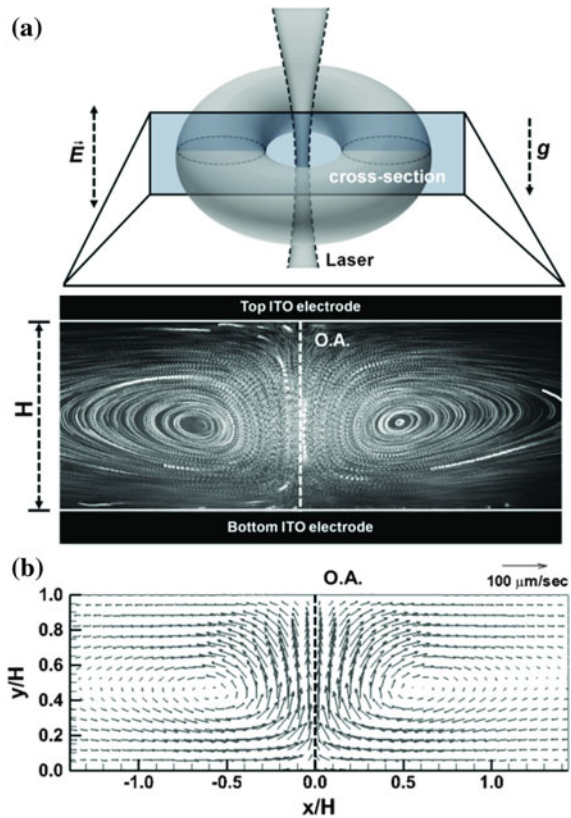 (a)
E
g
cross-section
Laser
Top ITO electrode
O.A.
H
Bottom ITO electrode
(b)
O.A.
100 μm/sec
1.0
0.8
0.6
0.4
0.2
0.0
y/H
-1.0
-0.5
0.0
0.5
1.0
x/H